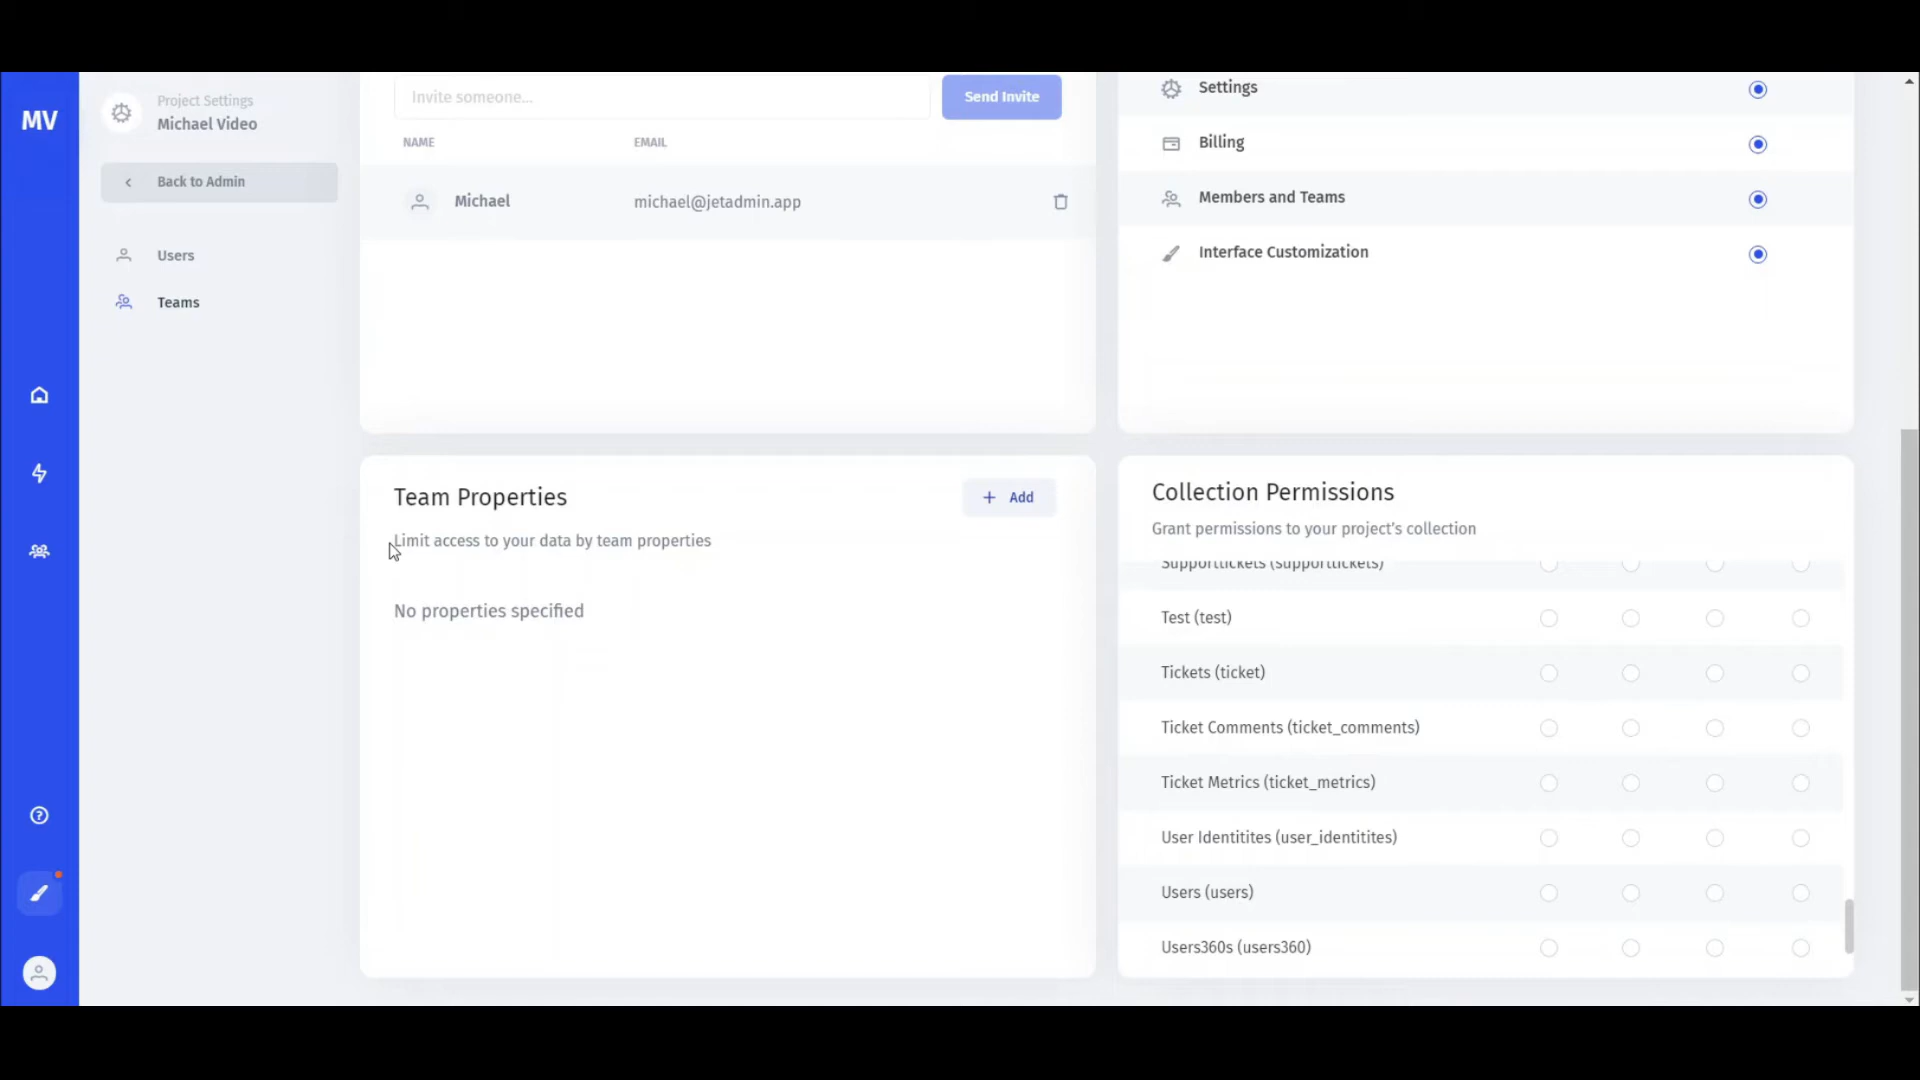 MV
Project Settings
Michael Video
Back to Admin
Users
Teams
Invite someone...
Send Invite
NAME EMAIL
Michael michael@jetadmin.app
Settings
Billing
Members and Teams
Interface Customization
Team Properties
+ Add
Limit access to your data by team properties
No properties specified
Collection Permissions
Grant permissions to your project's collection
Supporttickets (supporttickets)
Test (test)
Tickets (ticket)
Ticket Comments (ticket_comments)
Ticket Metrics (ticket_metrics)
User Identitites (user_identitites)
Users (users)
Users360s (users360)